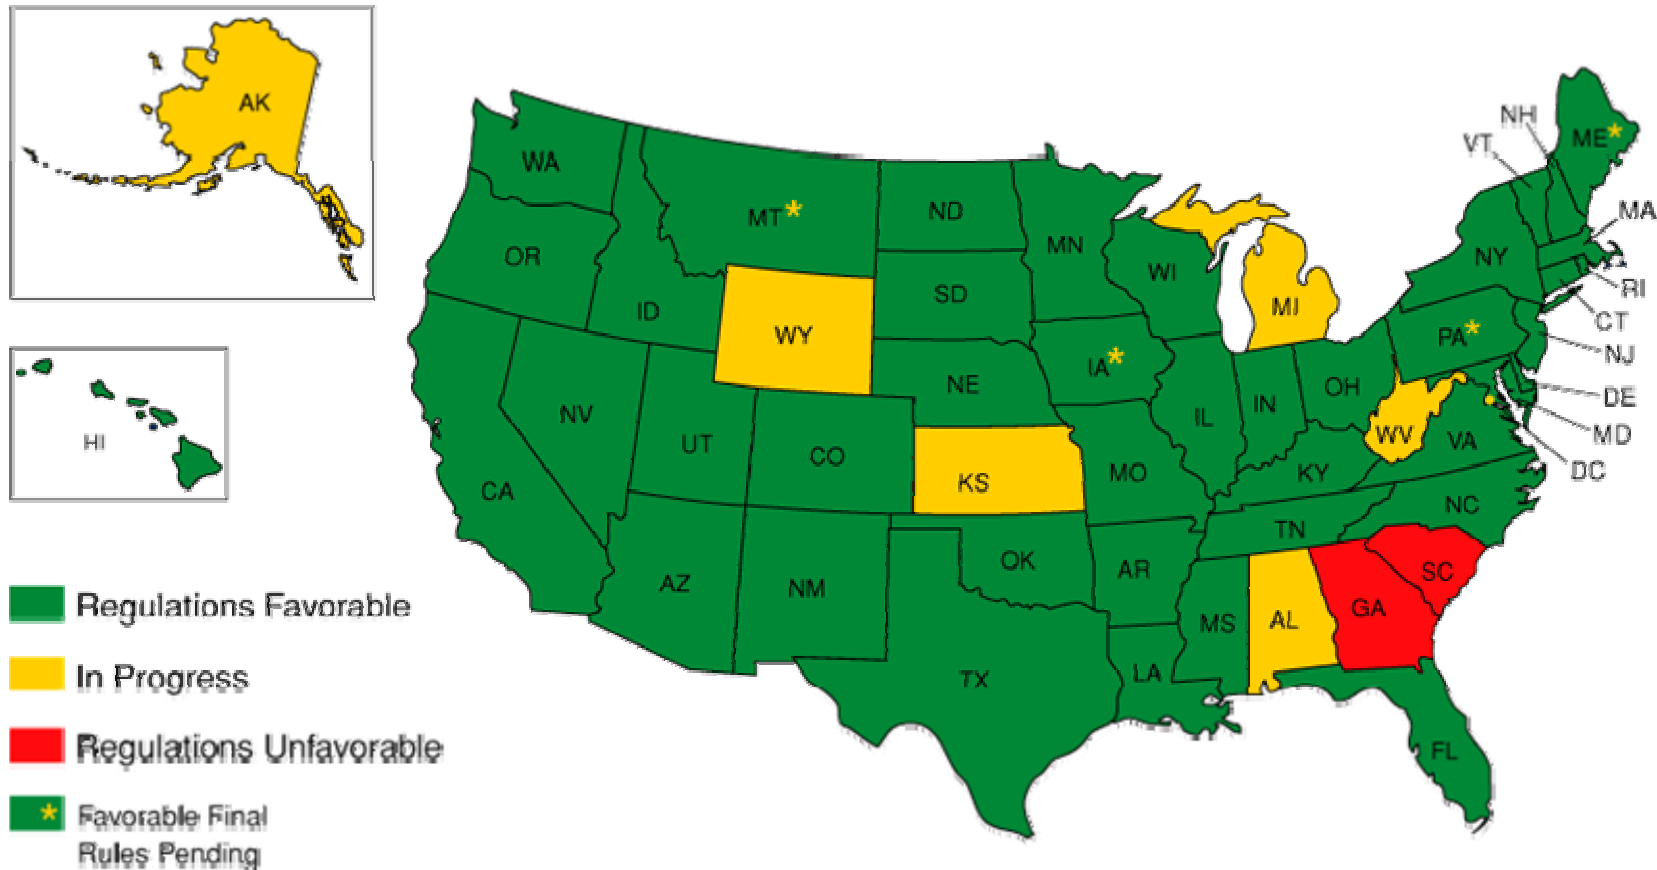 AK
HI
WA
OR
CA
NV
ID
MT*
WY
UT
CO
AZ
NM
ND
SD
NE
KS
OK
TX
MN
IA*
MO
AR
LA
WI
IL
MI
IN
OH
KY
TN
MS
AL
GA
FL
SC
NC
VA
WV
PA*
NY
VT
NH
ME*
MA
RI
CT
NJ
DE
MD
DC
Regulations Favorable
In Progress
Regulations Unfavorable
* Favorable Final
Rules Pending